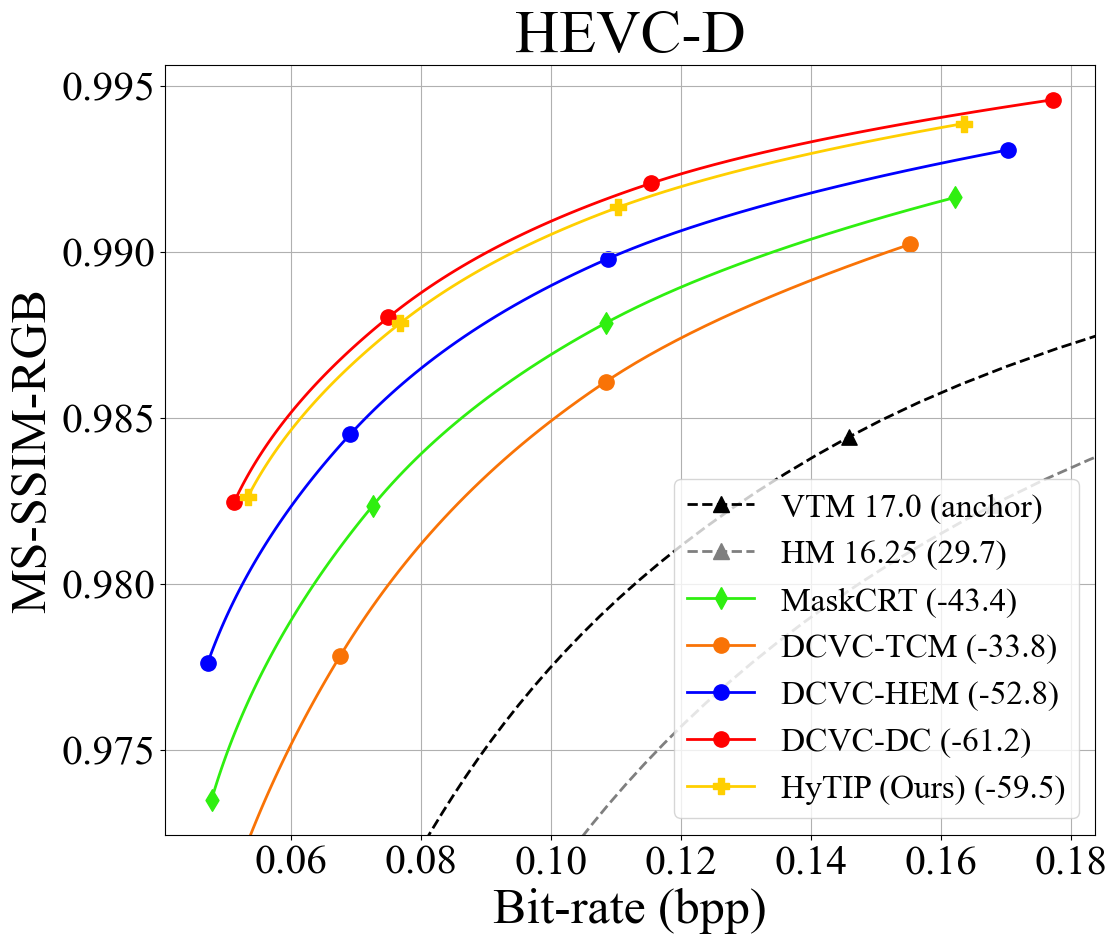 HEVC-D
MS-SSIM-RGB
0.995
0.990
0.985
0.980
0.975
VTM 17.0 (anchor)
HM 16.25 (29.7)
MaskCRT (-43.4)
DCVC-TCM (-33.8)
DCVC-HEM (-52.8)
DCVC-DC (-61.2)
HyTIP (Ours) (-59.5)
0.06 0.08 0.10 0.12 0.14 0.16 0.18
Bit-rate (bpp)